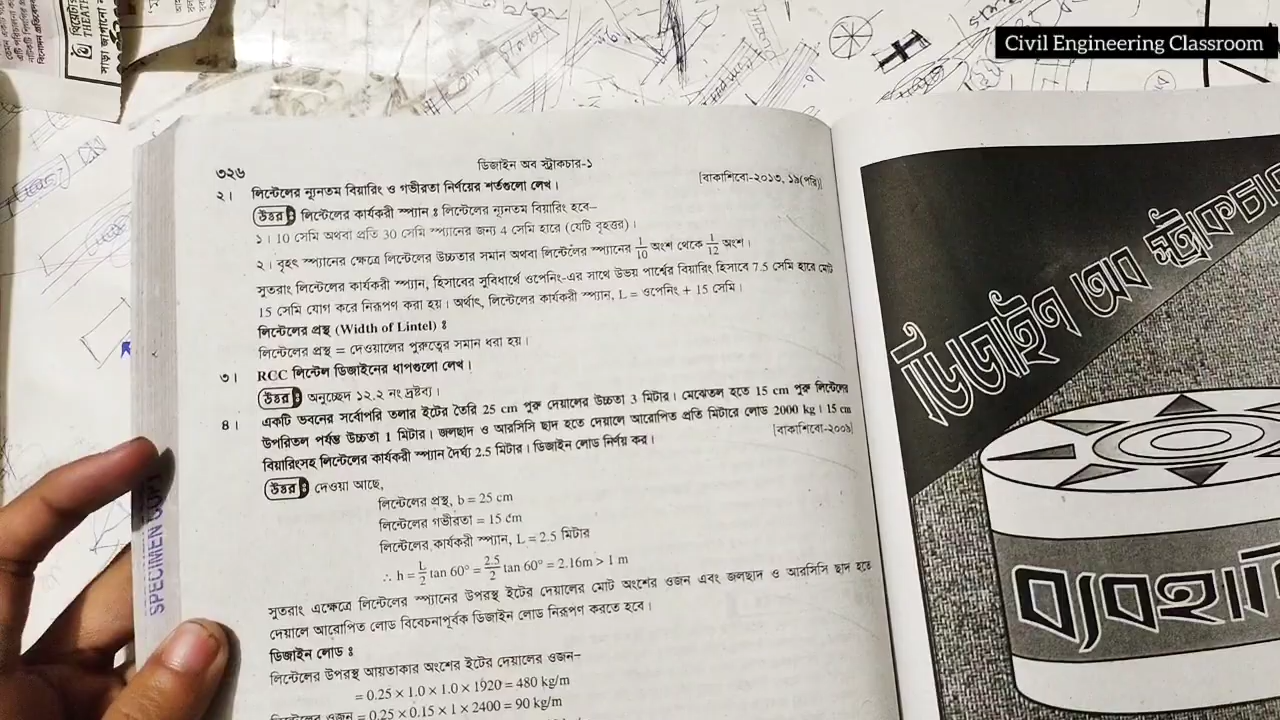 Civil Engineering Classroom
৩২৬
ডিজাইন অব স্ট্রাকচার-১
২। লিন্টেলের ন্যূনতম বিয়ারিং ও গভীরতা নির্ণয়ের শর্তগুলো লেখ।
[বাকাশিবো-২০১৩, ১৯(পরি)]
উত্তর ঃ লিন্টেলের কার্যকরী স্প্যান ঃ লিন্টেলের ন্যূনতম বিয়ারিং হবে–
১। 10 সেমি অথবা প্রতি 30 সেমি স্প্যানের জন্য 4 সেমি হারে (যেটি বৃহত্তর)।
২। বৃহৎ স্প্যানের ক্ষেত্রে লিন্টেলের উচ্চতার সমান অথবা লিন্টেলের স্প্যানের 1/10 অংশ থেকে 1/12 অংশ।
সুতরাং লিন্টেলের কার্যকরী স্প্যান, হিসাবের সুবিধার্থে ওপেনিং-এর সাথে উভয় পার্শ্বের বিয়ারিং হিসাবে 7.5 সেমি হারে মোট
15 সেমি যোগ করে নিরূপণ করা হয়। অর্থাৎ, লিন্টেলের কার্যকরী স্প্যান, L = ওপেনিং + 15 সেমি।
লিন্টেলের প্রস্থ (Width of Lintel) ঃ
লিন্টেলের প্রস্থ = দেওয়ালের পুরুত্বের সমান ধরা হয়।
৩। RCC লিন্টেল ডিজাইনের ধাপগুলো লেখ।
উত্তর ঃ অনুচ্ছেদ ১২.২ নং দ্রষ্টব্য।
৪। একটি ভবনের সর্বোপরি তলার ইটের তৈরি 25 cm পুরু দেয়ালের উচ্চতা 3 মিটার। মেঝেতল হতে 15 cm পুরু লিন্টেলের
উপরিতল পর্যন্ত উচ্চতা 1 মিটার। জলছাদ ও আরসিসি ছাদ হতে দেয়ালে আরোপিত প্রতি মিটারে লোড 2000 kg। 15 cm
বিয়ারিংসহ লিন্টেলের কার্যকরী স্প্যান দৈর্ঘ্য 2.5 মিটার। ডিজাইন লোড নির্ণয় কর।
[বাকাশিবো-২০০৯]
উত্তর ঃ দেওয়া আছে,
লিন্টেলের প্রস্থ, b = 25 cm
লিন্টেলের গভীরতা = 15 cm
লিন্টেলের কার্যকরী স্প্যান, L = 2.5 মিটার
∴ h = L/2 tan 60° = 2.5/2 tan 60° = 2.16m > 1 m
সুতরাং এক্ষেত্রে লিন্টেলের স্প্যানের উপরস্থ ইটের দেয়ালের মোট অংশের ওজন এবং জলছাদ ও আরসিসি ছাদ হতে
দেয়ালে আরোপিত লোড বিবেচনাপূর্বক ডিজাইন লোড নিরূপণ করতে হবে।
ডিজাইন লোড ঃ
লিন্টেলের উপরস্থ আয়তাকার অংশের ইটের দেয়ালের ওজন–
= 0.25 × 1.0 × 1.0 × 1920 = 480 kg/m
লিন্টেলের ওজন = 0.25 × 0.15 × 1 × 2400 = 90 kg/m
SPECIMEN
ডিজাইন অব স্ট্রাকচার